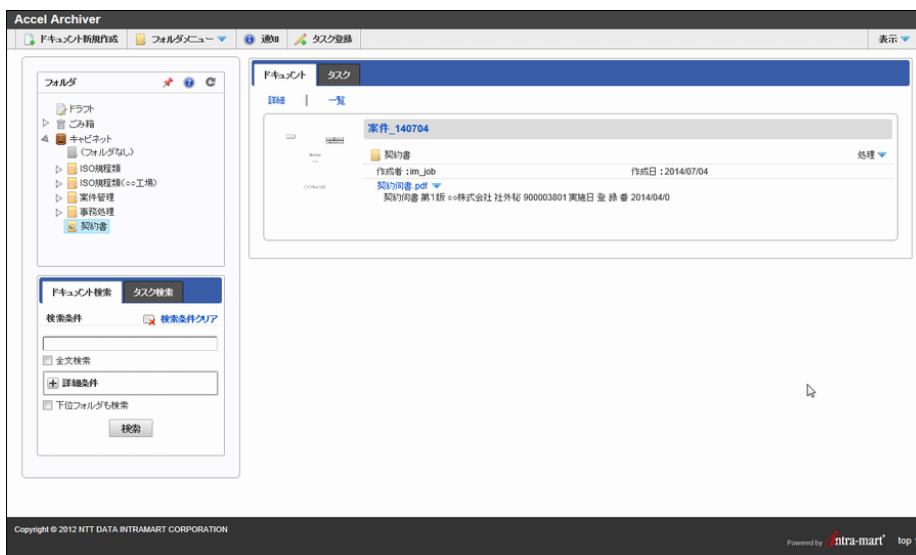 Accel Archiver
ドキュメント新規作成 フォルダメニュー 通知 タスク登録 表示
フォルダ
ドラフト
ごみ箱
キャビネット
(フォルダなし)
ISO規程類
ISO規程類(○○工場)
案件管理
事務処理
契約書
ドキュメント タスク
詳細 | 一覧
案件_140704
契約書 処理
作成者 : im_job 作成日 : 2014/07/04
契約伺書.pdf
契約伺書 第1版 ○○株式会社 社外秘 900003801 実施日 登 録 番 2014/04/0
ドキュメント検索 タスク検索
検索条件 検索条件クリア
全文検索
詳細条件
下位フォルダも検索
検索
Copyright © 2012 NTT DATA INTRAMART CORPORATION
Powered by intra-mart top